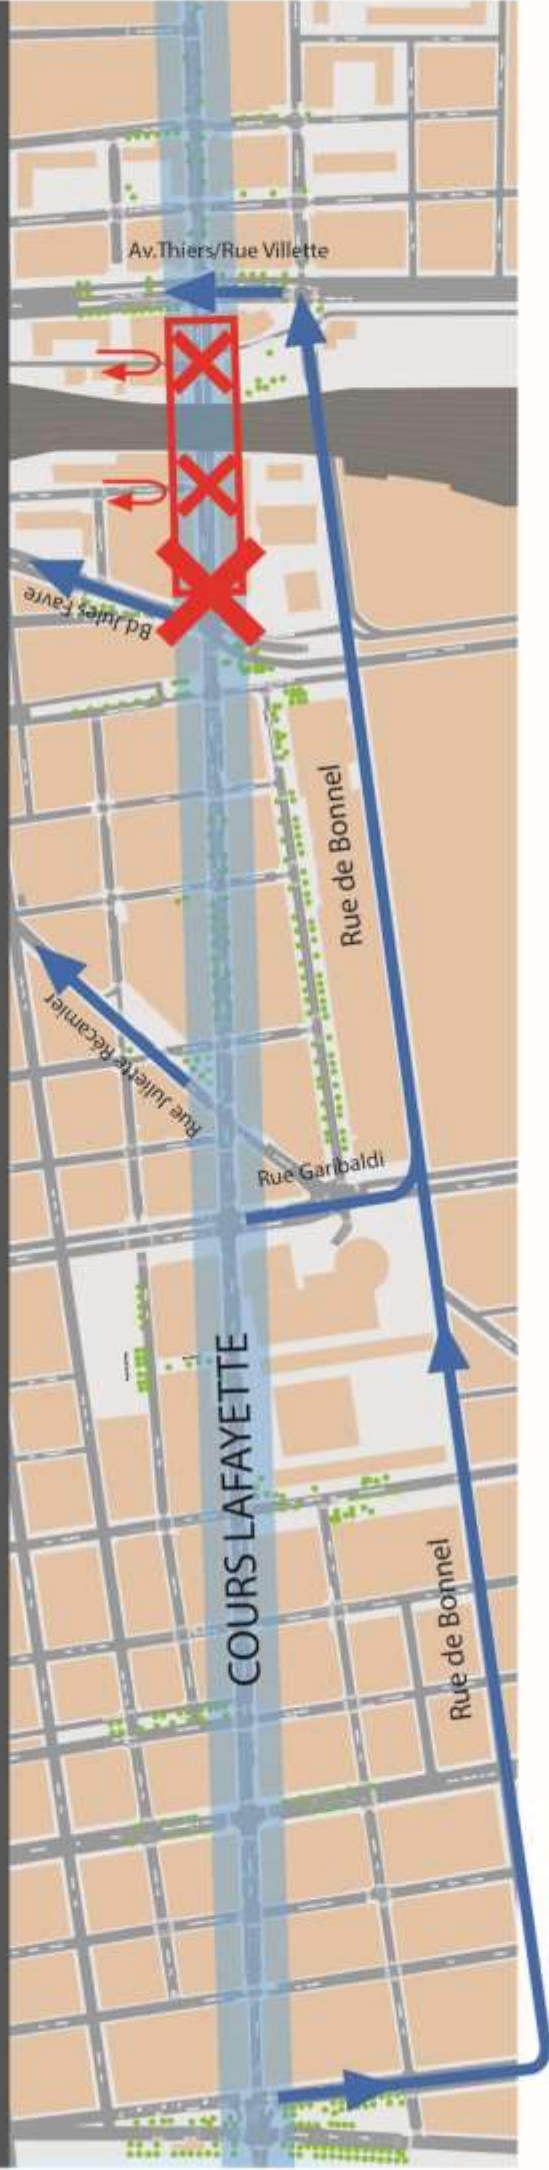 Av.Thiers/Rue Villette
Bd Jules Favre
Rue de Bonnel
Rue Juliette Récamier
Rue Garibaldi
COURS LAFAYETTE
Rue de Bonnel